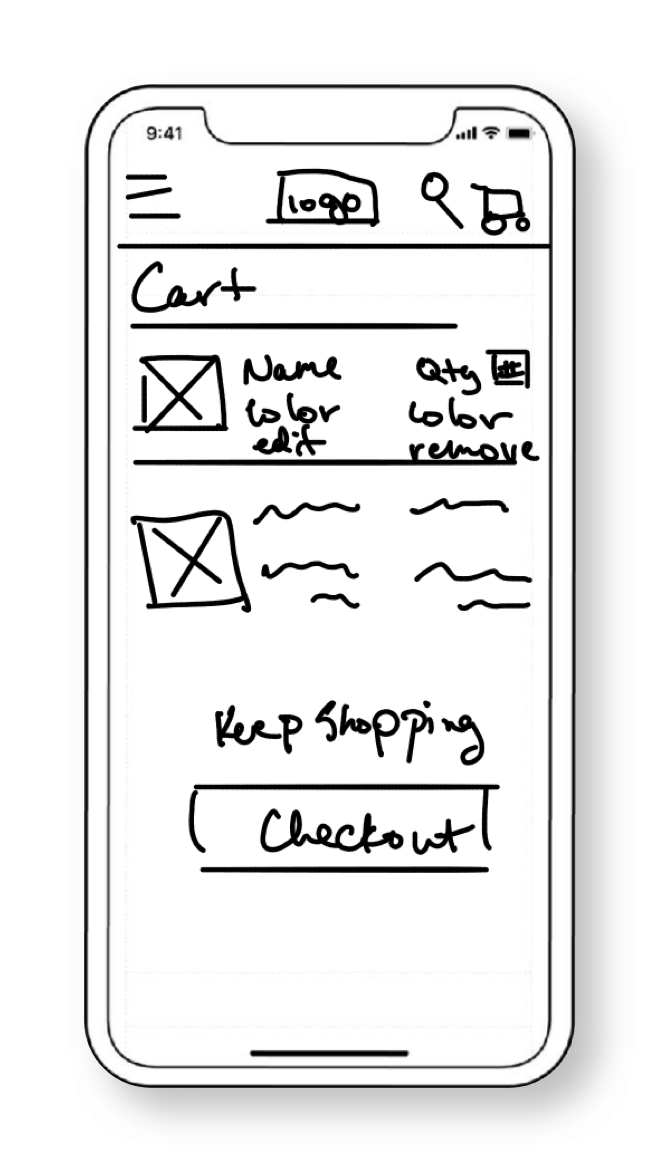 9:41
logo
Cart
Name Qty #
color color
edit remove
Keep Shopping
Checkout